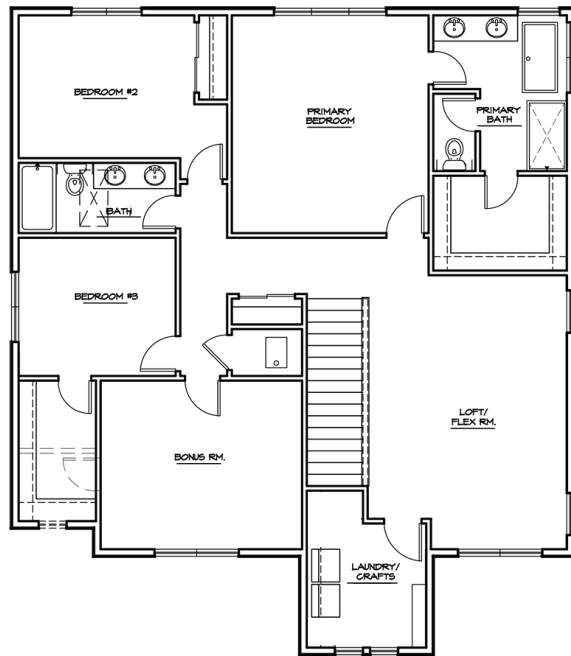 BEDROOM #2
PRIMARY
BEDROOM
PRIMARY
BATH
BATH
BEDROOM #3
LOFT/
FLEX RM.
BONUS RM.
LAUNDRY/
CRAFTS